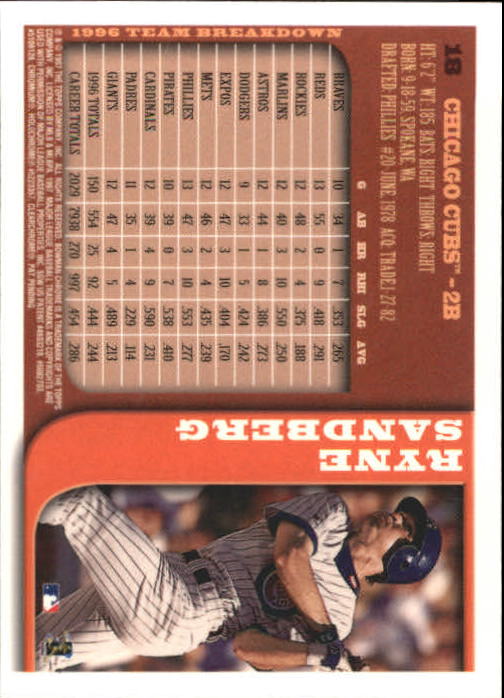 18
CHICAGO CUBS™ - 2B
HT: 6'2" WT: 185 BATS: RIGHT THROWS: RIGHT
BORN: 9-18-59, SPOKANE, WA
DRAFTED: PHILLIES #20-JUNE, 1978 ACQ: TRADE, 1-27-82
G AB HR RBI SLG AVG
BRAVES 10 34 1 7 .353 .265
REDS 13 55 0 9 .418 .291
ROCKIES 12 48 2 4 .375 .188
MARLINS 12 40 3 10 .550 .250
ASTROS 12 44 1 8 .386 .273
DODGERS 9 33 1 5 .424 .242
EXPOS 12 47 3 10 .404 .170
METS 12 46 2 4 .435 .239
PHILLIES 13 47 3 10 .553 .277
PIRATES 10 39 0 7 .538 .410
CARDINALS 12 39 4 9 .590 .231
PADRES 11 35 1 4 .229 .114
GIANTS 12 47 4 5 .489 .213
1996 TOTALS 150 554 25 92 .444 .244
CAREER TOTALS 2029 7938 270 997 .454 .286
1996 TEAM BREAKDOWN
RYNE
SANDBERG